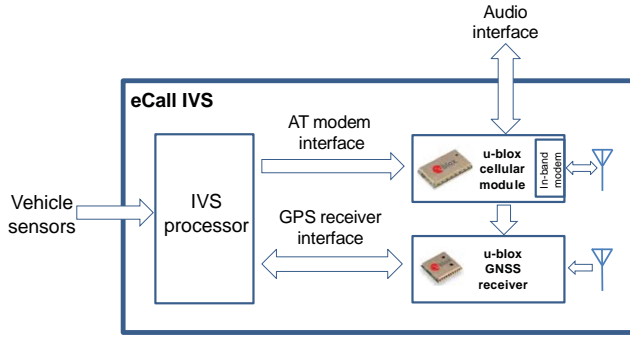 Audio
interface
eCall IVS
AT modem
interface
u-blox
cellular
module
In-band
modem
Vehicle
sensors
IVS
processor
GPS receiver
interface
u-blox
GNSS
receiver